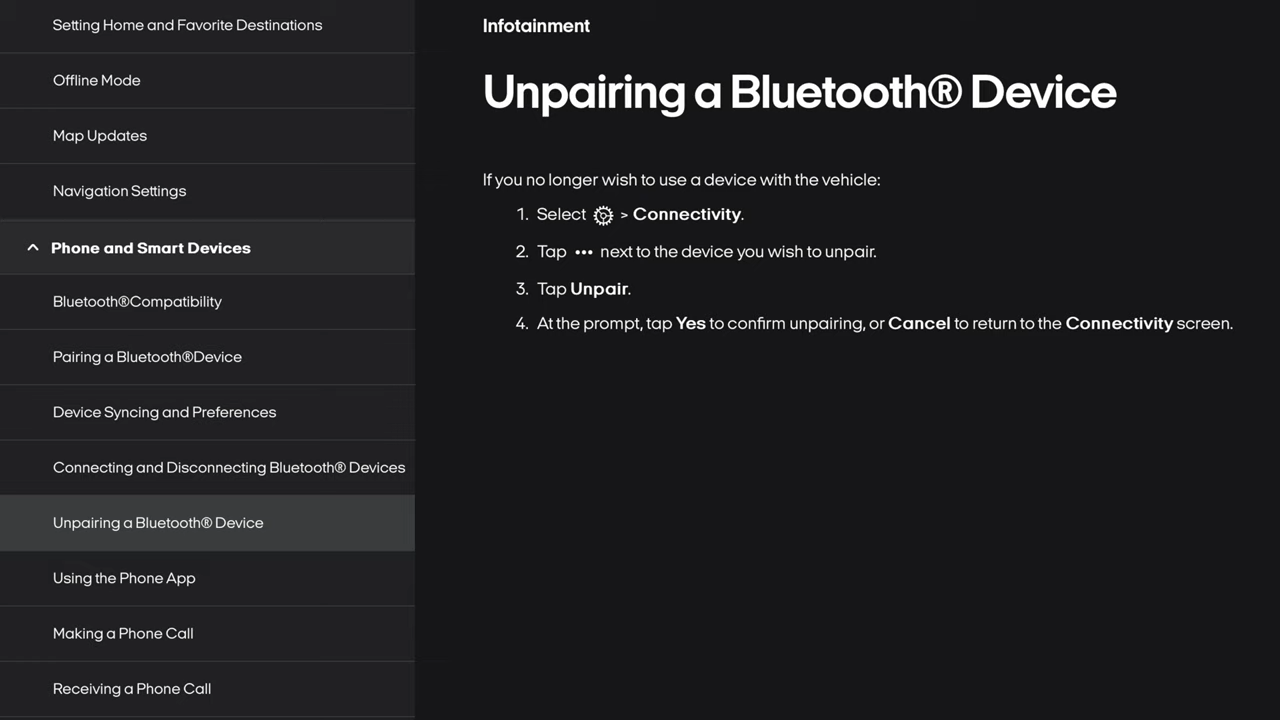 Setting Home and Favorite Destinations
Offline Mode
Map Updates
Navigation Settings
Phone and Smart Devices
Bluetooth®Compatibility
Pairing a Bluetooth®Device
Device Syncing and Preferences
Connecting and Disconnecting Bluetooth® Devices
Unpairing a Bluetooth® Device
Using the Phone App
Making a Phone Call
Receiving a Phone Call
Infotainment
Unpairing a Bluetooth® Device
If you no longer wish to use a device with the vehicle:
1. Select > Connectivity.
2. Tap ••• next to the device you wish to unpair.
3. Tap Unpair.
4. At the prompt, tap Yes to confirm unpairing, or Cancel to return to the Connectivity screen.